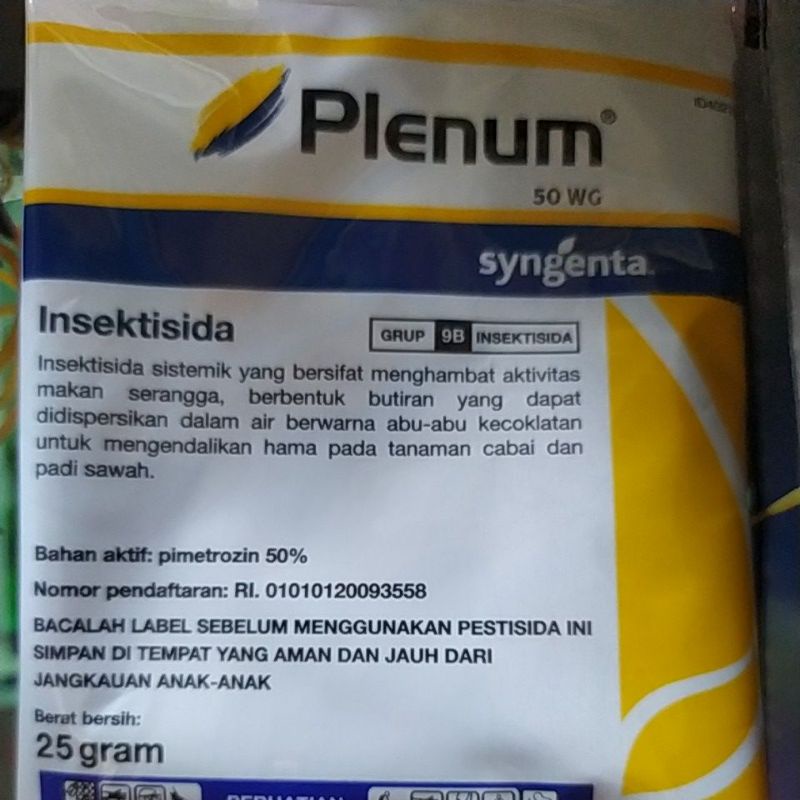 Plenum®
50 WG
syngenta
Insektisida
GRUP 9B INSEKTISIDA
Insektisida sistemik yang bersifat menghambat aktivitas
makan serangga, berbentuk butiran yang dapat
didispersikan dalam air berwarna abu-abu kecoklatan
untuk mengendalikan hama pada tanaman cabai dan
padi sawah.
Bahan aktif: pimetrozin 50%
Nomor pendaftaran: RI. 01010120093558
BACALAH LABEL SEBELUM MENGGUNAKAN PESTISIDA INI
SIMPAN DI TEMPAT YANG AMAN DAN JAUH DARI
JANGKAUAN ANAK-ANAK
Berat bersih:
25 gram
PERHATIAN